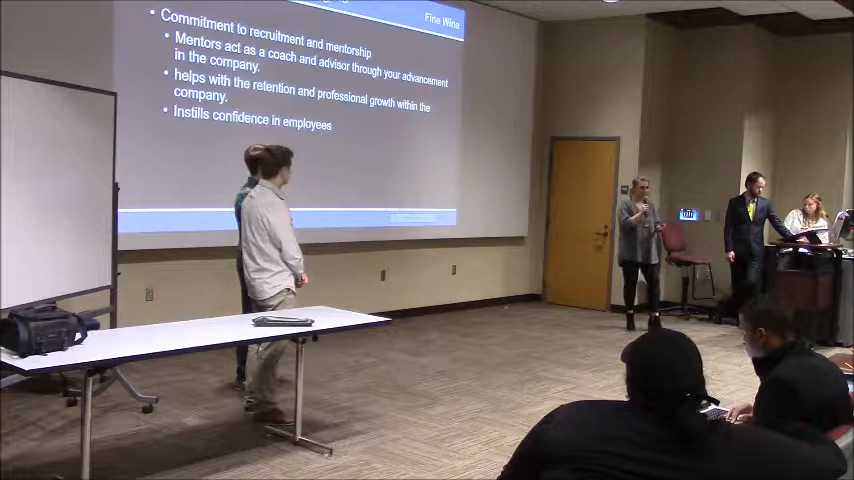 Fine Wine
• Commitment to recruitment and mentorship
• Mentors act as a coach and advisor through your advancement
in the company.
• helps with the retention and professional growth within the
company.
• Instills confidence in employees